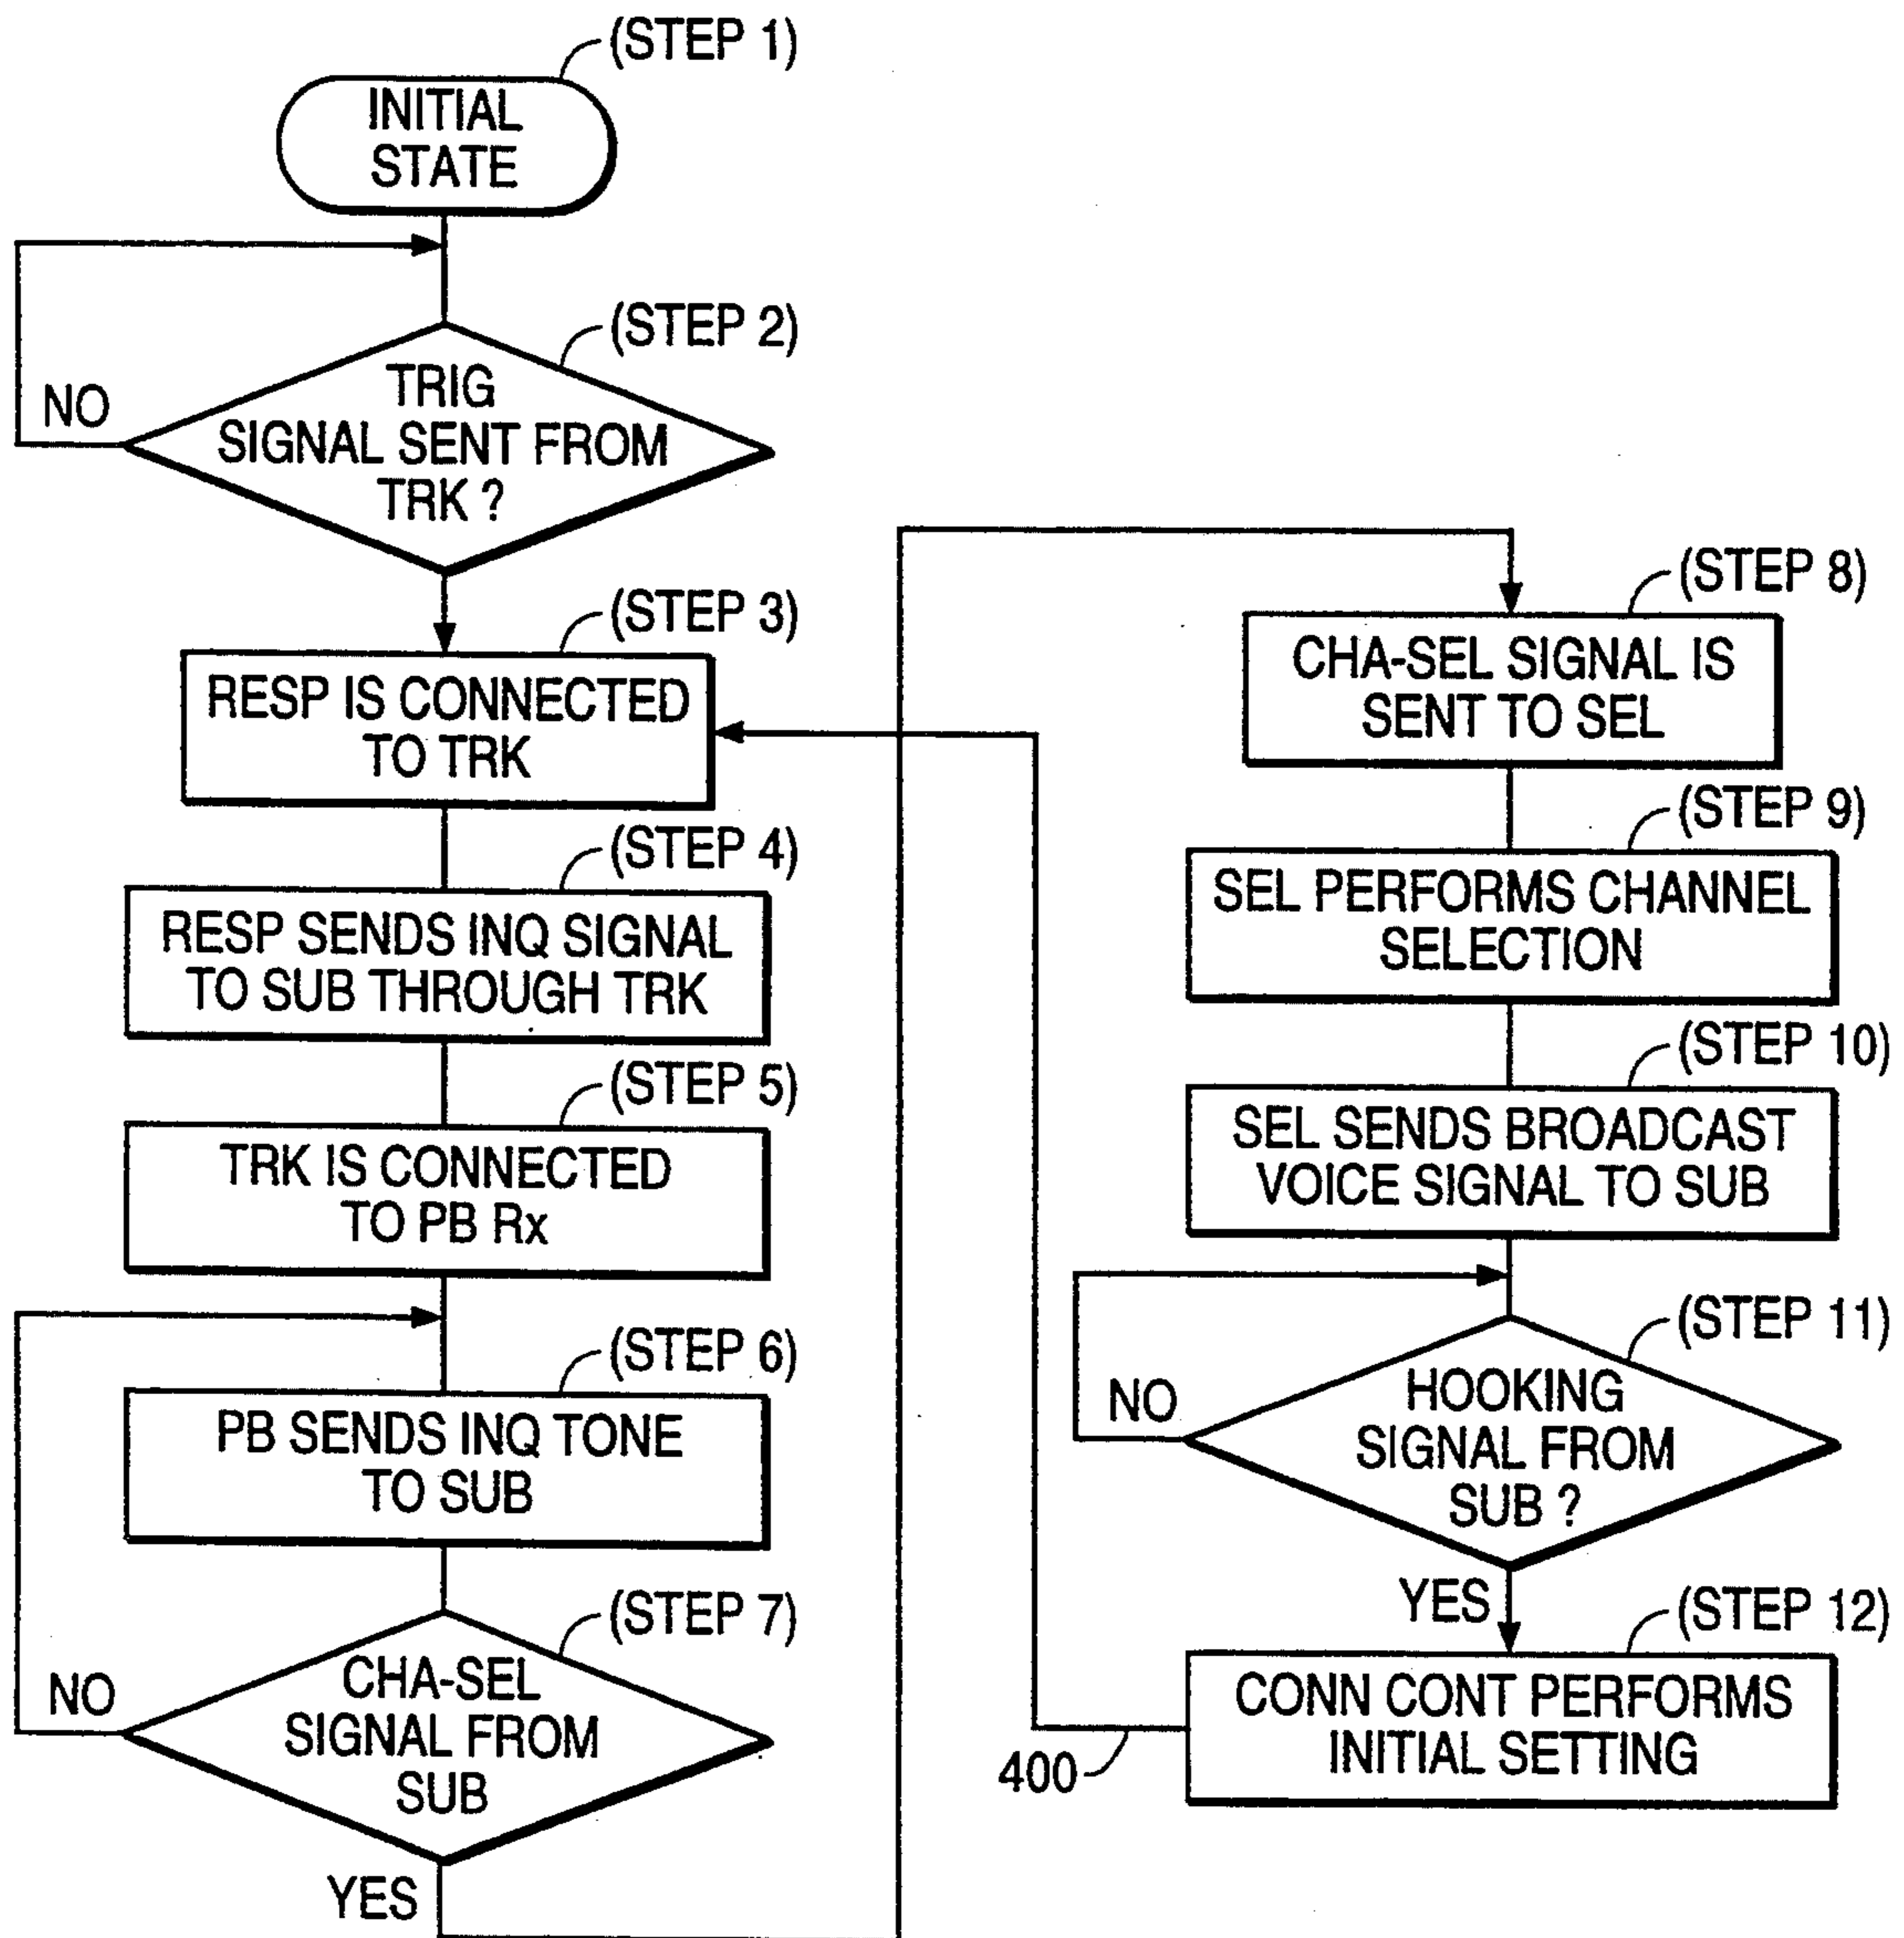 (STEP 1)
INITIAL
STATE
(STEP 2)
NO
TRIG
SIGNAL SENT FROM
TRK ?
(STEP 3)
RESP IS CONNECTED
TO TRK
(STEP 4)
RESP SENDS INQ SIGNAL
TO SUB THROUGH TRK
(STEP 5)
TRK IS CONNECTED
TO PB Rx
(STEP 6)
PB SENDS INQ TONE
TO SUB
(STEP 7)
NO
CHA-SEL
SIGNAL FROM
SUB
YES
(STEP 8)
CHA-SEL SIGNAL IS
SENT TO SEL
(STEP 9)
SEL PERFORMS CHANNEL
SELECTION
(STEP 10)
SEL SENDS BROADCAST
VOICE SIGNAL TO SUB
(STEP 11)
NO
HOOKING
SIGNAL FROM
SUB ?
YES
(STEP 12)
CONN CONT PERFORMS
INITIAL SETTING
400